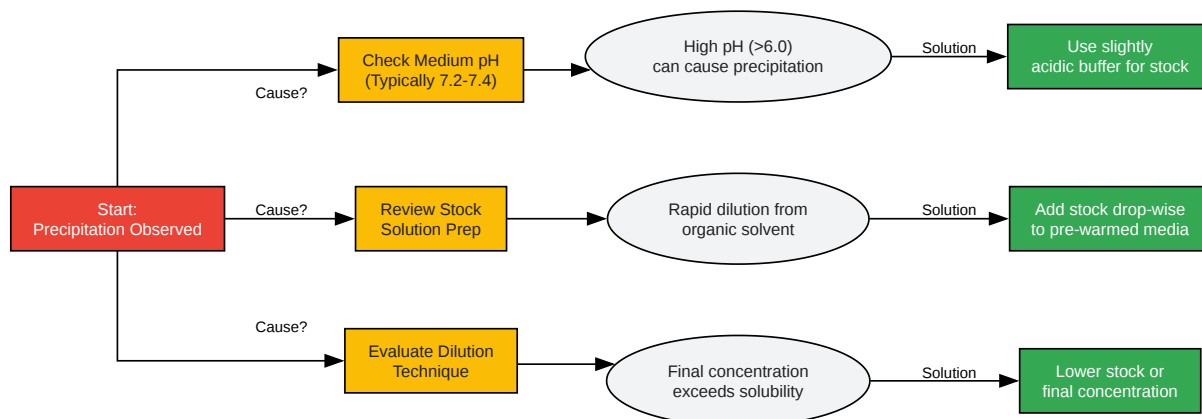 Check Medium pH
(Typically 7.2-7.4)
High pH (>6.0)
can cause precipitation
Solution
Use slightly
acidic buffer for stock
Cause?
Start:
Precipitation Observed
Cause?
Review Stock
Solution Prep
Rapid dilution from
organic solvent
Solution
Add stock drop-wise
to pre-warmed media
Cause?
Evaluate Dilution
Technique
Final concentration
exceeds solubility
Solution
Lower stock or
final concentration